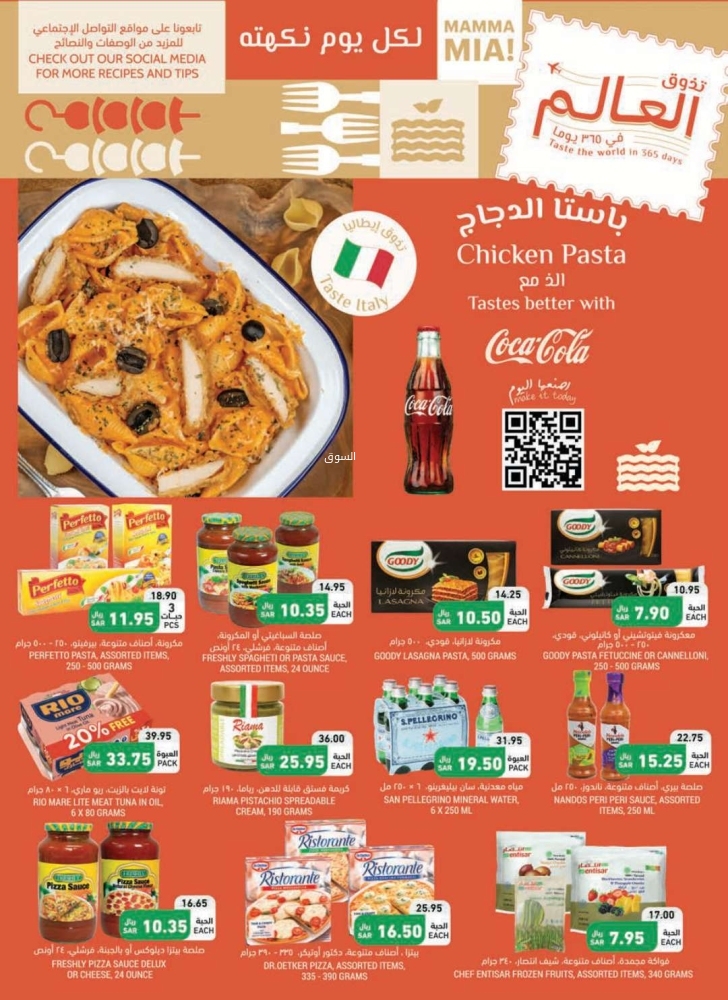 تابعونا على مواقع التواصل الإجتماعي
للمزيد من الوصفات والنصائح
CHECK OUT OUR SOCIAL MEDIA
FOR MORE RECIPES AND TIPS
لكل يوم نكهته
MAMMA
MIA!
تذوق
العالم
في ٣٦٥ يوما
Taste the world in 365 days
تذوق إيطاليا
Taste Italy
باستا الدجاج
Chicken Pasta
الذ مع
Tastes better with
Coca-Cola
إصنعها اليوم
make it today
Coca-Cola
السوق
Perfetto
Perfetto
Perfetto
18.90
ريال
SAR
11.95
3
حبات
PCS
مكرونة، أصناف متنوعة، بيرفيتو، ٢٥٠ - ٥٠٠ جرام
PERFETTO PASTA, ASSORTED ITEMS,
250 - 500 GRAMS
14.95
ريال
SAR
10.35
الحبة
EACH
صلصة السباغيتي أو المكرونة،
أصناف متنوعة، فرشلي، ٢٤ أونص
FRESHLY SPAGHETI OR PASTA SAUCE,
ASSORTED ITEMS, 24 OUNCE
GOODY
مكرونة لازانيا
LASAGNA
14.25
ريال
SAR
10.50
الحبة
EACH
مكرونة لازانيا، قودي، ٥٠٠ جرام
GOODY LASAGNA PASTA, 500 GRAMS
GOODY
CANNELLONI
GOODY
10.95
ريال
SAR
7.90
الحبة
EACH
معكرونة فيتوتشيني أو كانيلوني، قودي،
٢٥٠ - ٥٠٠ جرام
GOODY PASTA FETUCCINE OR CANNELLONI,
250 - 500 GRAMS
RIO
mare
20% FREE
39.95
ريال
SAR
33.75
العبوة
PACK
تونة لايت بالزيت، ريو ماري، ٦ × ٨٠ جرام
RIO MARE LITE MEAT TUNA IN OIL,
6 X 80 GRAMS
Riama
36.00
ريال
SAR
25.95
الحبة
EACH
كريمة فستق قابلة للدهن، رياما، ١٩٠ جرام
RIAMA PISTACHIO SPREADABLE
CREAM, 190 GRAMS
S.PELLEGRINO
31.95
ريال
SAR
19.50
العبوة
PACK
مياه معدنية، سان بيليغرينو، ٦ × ٢٥٠ مل
SAN PELLEGRINO MINERAL WATER,
6 X 250 ML
22.75
ريال
SAR
15.25
الحبة
EACH
صلصة بيري، أصناف متنوعة، ناندوز، ٢٥٠ مل
NANDOS PERI PERI SAUCE, ASSORTED
ITEMS, 250 ML
Pizza Sauce
Pizza Sauce
16.65
ريال
SAR
10.35
الحبة
EACH
صلصة بيتزا ديلوكس أو بالجبنة، فرشلي، ٢٤ أونص
FRESHLY PIZZA SAUCE DELUX
OR CHEESE, 24 OUNCE
Ristorante
Ristorante
Ristorante
25.95
ريال
SAR
16.50
الحبة
EACH
بيتزا، أصناف متنوعة، دكتور أوتيكر، ٣٣٥ - ٣٩٠ جرام
DR.OETKER PIZZA, ASSORTED ITEMS,
335 - 390 GRAMS
entisar
entisar
17.00
ريال
SAR
7.95
الحبة
EACH
فواكة مجمدة، أصناف متنوعة، شيف انتصار، ٣٤٠ جرام
CHEF ENTISAR FROZEN FRUITS, ASSORTED ITEMS, 340 GRAMS